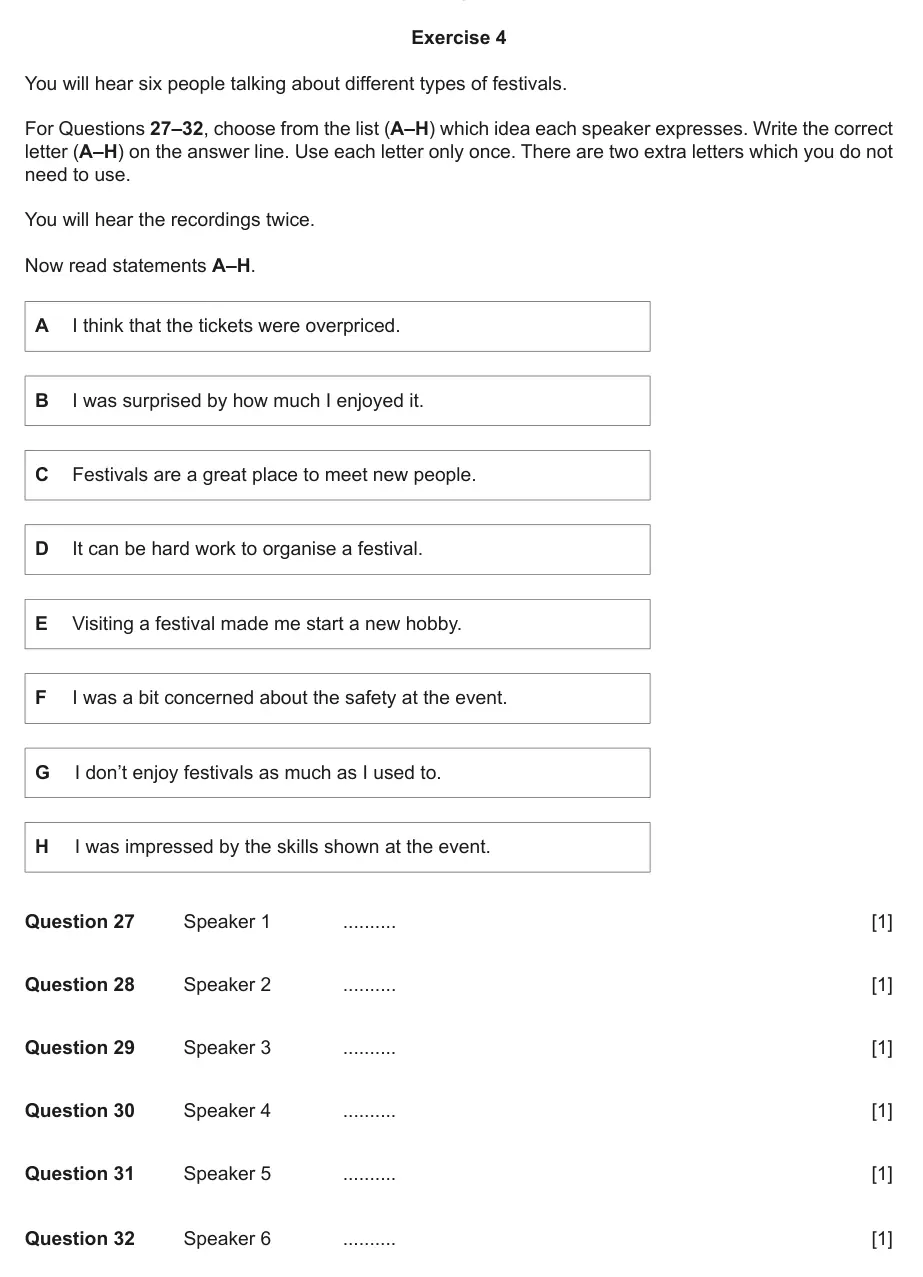 Exercise 4
You will hear six people talking about different types of festivals.
For Questions 27–32, choose from the list (A–H) which idea each speaker expresses. Write the correct
letter (A–H) on the answer line. Use each letter only once. There are two extra letters which you do not
need to use.
You will hear the recordings twice.
Now read statements A–H.
A I think that the tickets were overpriced.
B I was surprised by how much I enjoyed it.
C Festivals are a great place to meet new people.
D It can be hard work to organise a festival.
E Visiting a festival made me start a new hobby.
F I was a bit concerned about the safety at the event.
G I don’t enjoy festivals as much as I used to.
H I was impressed by the skills shown at the event.
Question 27 Speaker 1 .......... [1]
Question 28 Speaker 2 .......... [1]
Question 29 Speaker 3 .......... [1]
Question 30 Speaker 4 .......... [1]
Question 31 Speaker 5 .......... [1]
Question 32 Speaker 6 .......... [1]